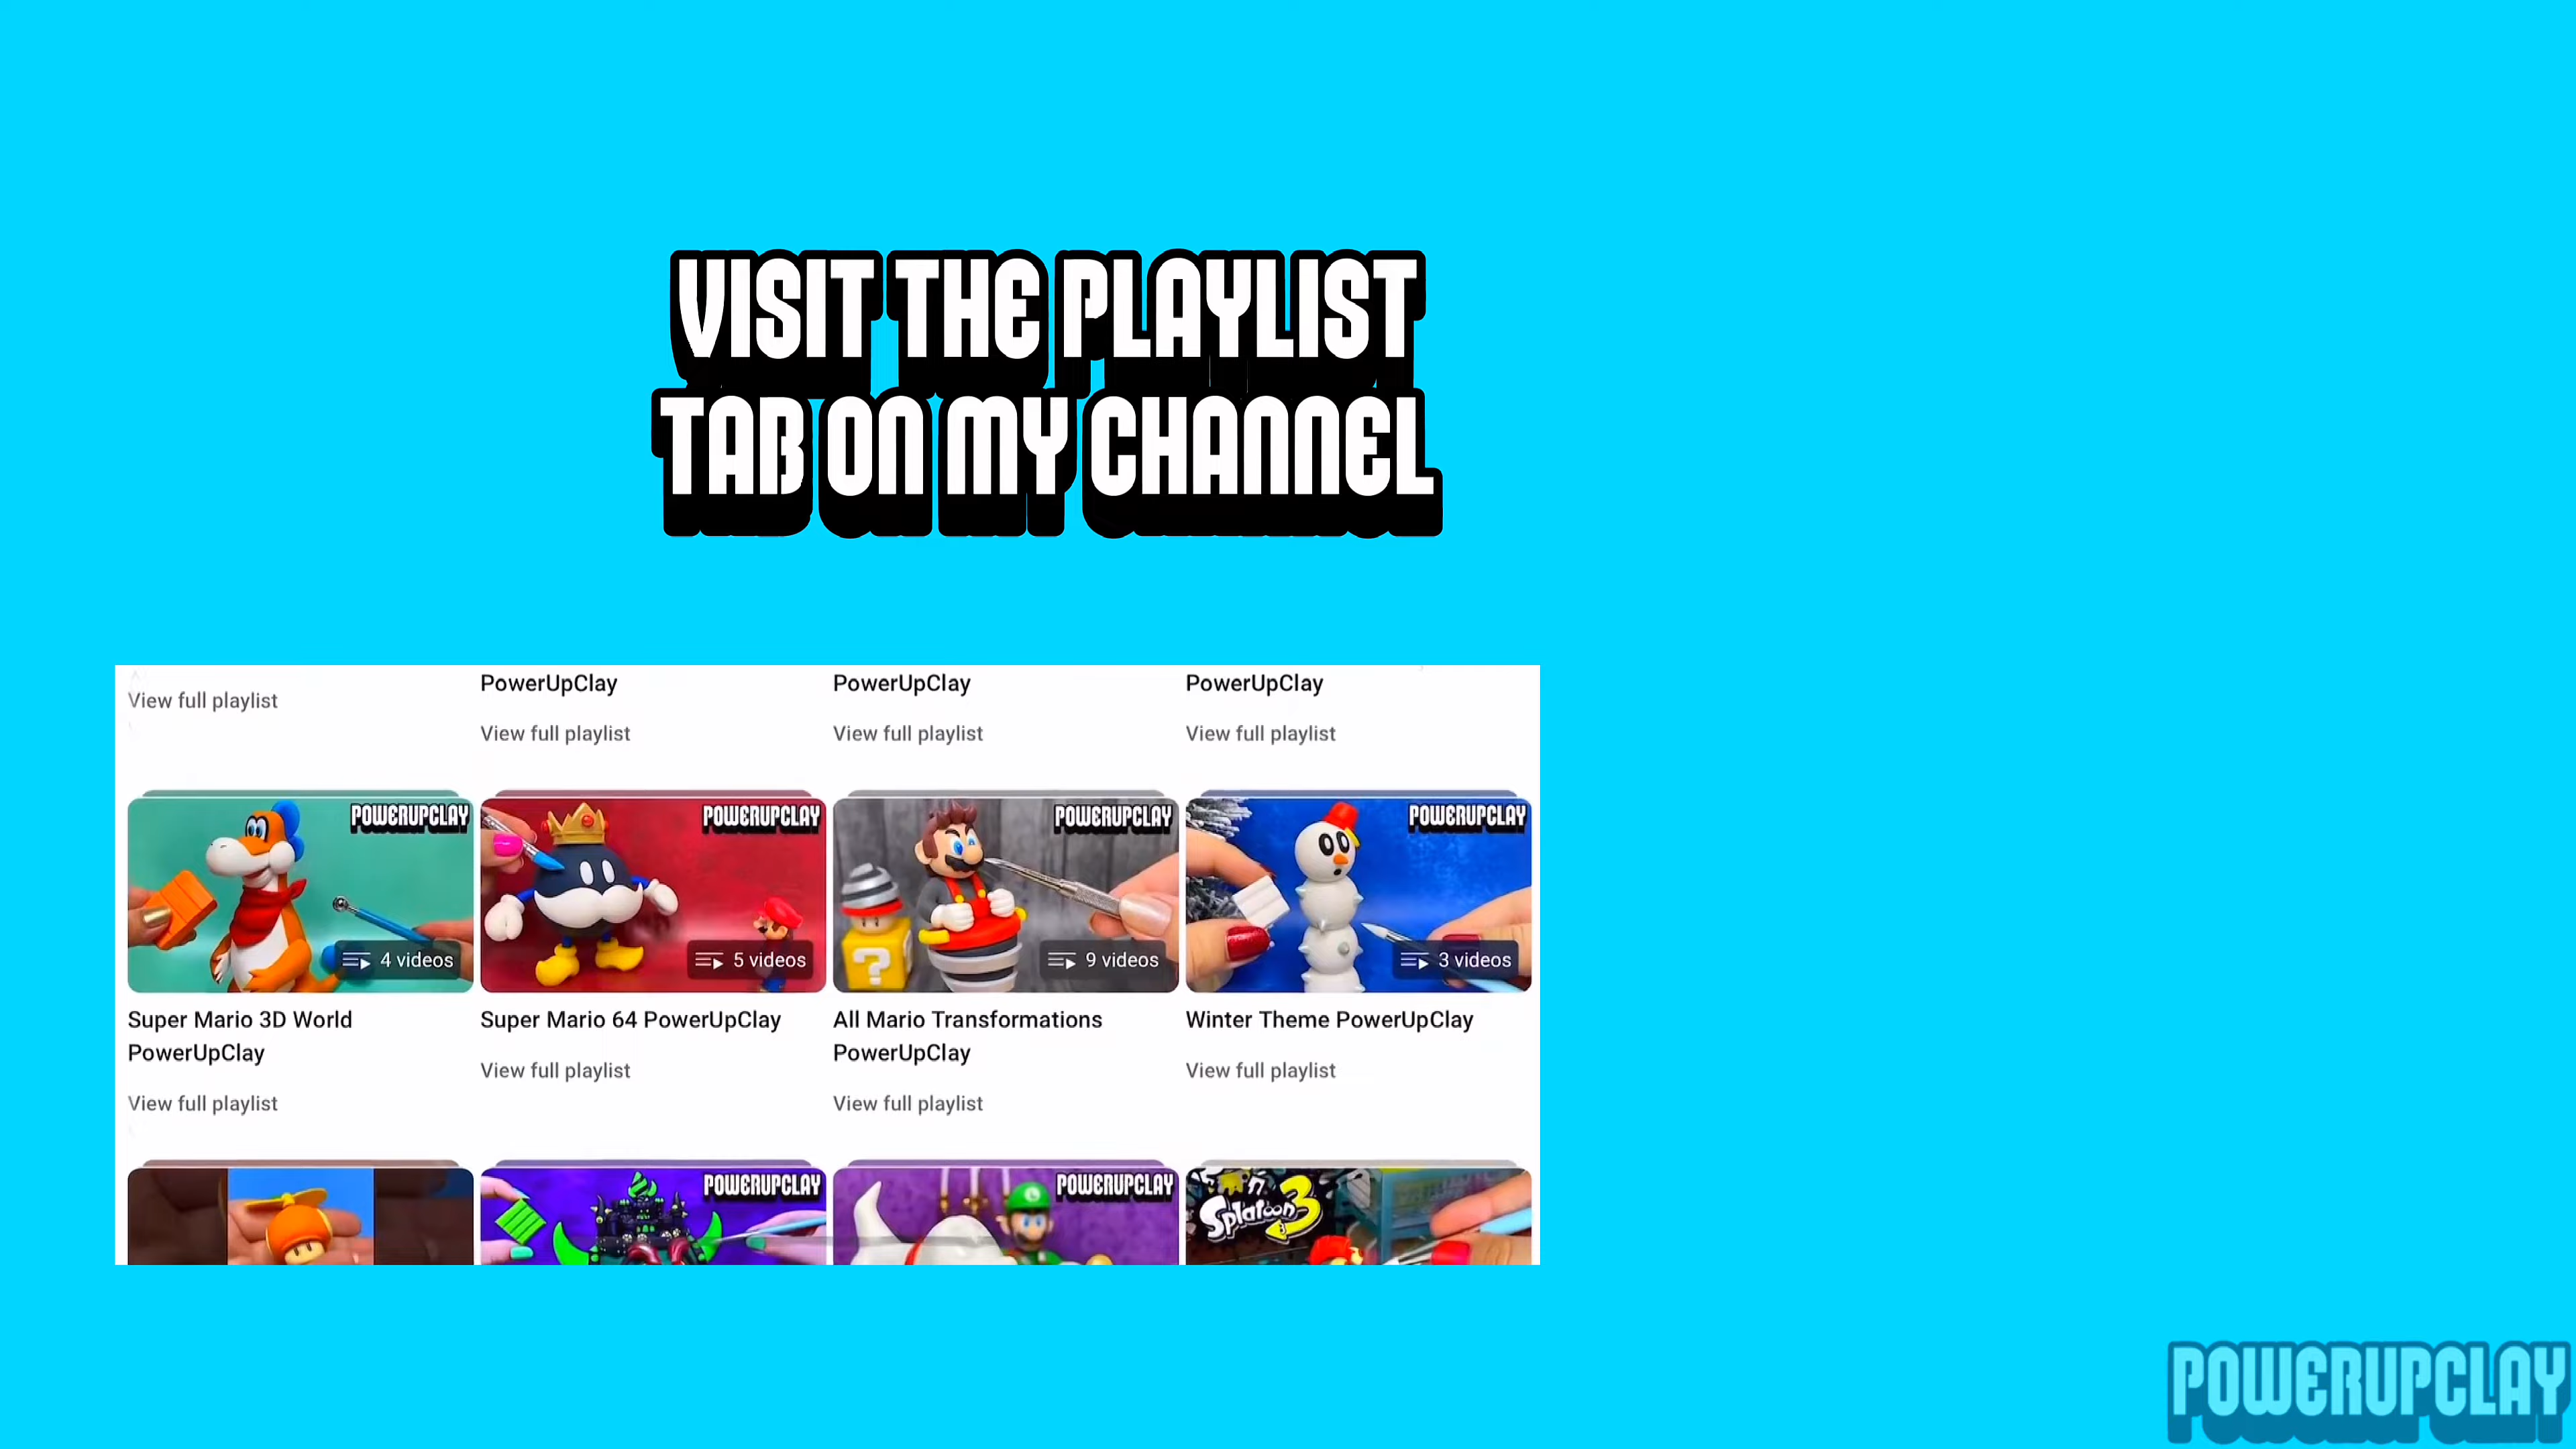 VISIT THE PLAYLIST
TAB ON MY CHANNEL
View full playlist
PowerUpClay
View full playlist
PowerUpClay
View full playlist
PowerUpClay
View full playlist
POWERUPCLAY
4 videos
Super Mario 3D World
PowerUpClay
View full playlist
POWERUPCLAY
5 videos
Super Mario 64 PowerUpClay
View full playlist
POWERUPCLAY
?
9 videos
All Mario Transformations
PowerUpClay
View full playlist
POWERUPCLAY
3 videos
Winter Theme PowerUpClay
View full playlist
POWERUPCLAY
POWERUPCLAY
L
Splatoon 3
POWERUPCLAY